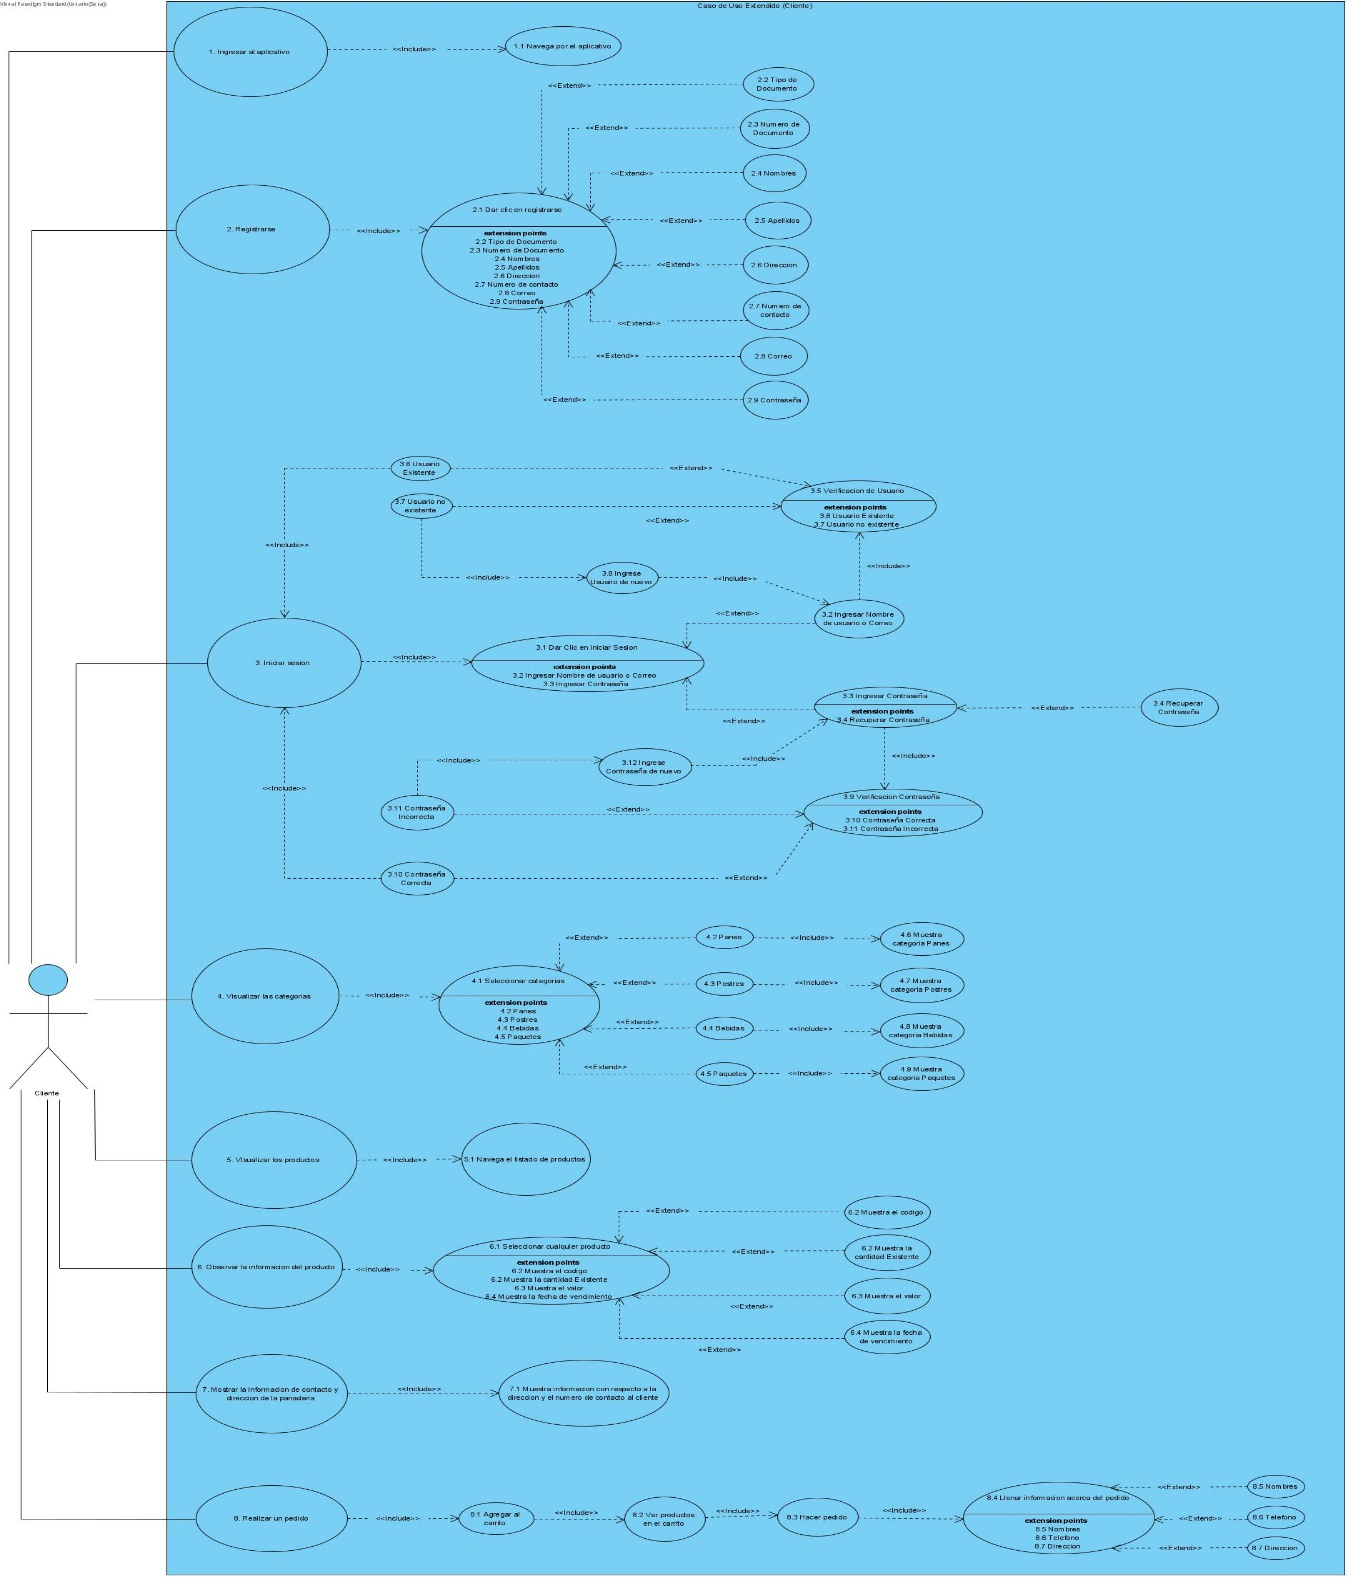 Visual Paradigm Standard
Caso de Uso Extendido (Cliente)
1. Ingresar al aplicativo
<<Include>>
1.1 Navega por el aplicativo
2. Registrarse
<<Include>>
2.1 Dar clic en registrarse
extension points
2.2 Tipo de Documento
2.3 Numero de Documento
2.4 Nombres
2.5 Apellidos
2.6 Direccion
2.7 Numero de contacto
2.8 Correo
2.9 Contraseña
<<Extend>>
2.2 Tipo de
Documento
<<Extend>>
2.3 Numero de
Documento
<<Extend>>
2.4 Nombres
<<Extend>>
2.5 Apellidos
<<Extend>>
2.6 Direccion
<<Extend>>
2.7 Numero de
contacto
<<Extend>>
2.8 Correo
<<Extend>>
2.9 Contraseña
3.6 Usuario
Existente
<<Extend>>
3.7 Usuario no
existente
<<Extend>>
3.5 Verificacion de Usuario
extension points
3.6 Usuario Existente
3.7 Usuario no existente
<<Include>>
<<Include>>
3.8 Ingrese
Usuario de nuevo
<<Include>>
<<Include>>
3.2 Ingresar Nombre
de usuario o Correo
<<Extend>>
3. Iniciar sesion
<<Include>>
3.1 Dar Clic en Iniciar Sesion
extension points
3.2 Ingresar Nombre de usuario o Correo
3.3 Ingresar Contraseña
<<Extend>>
3.3 Ingresar Contraseña
extension points
3.4 Recuperar Contraseña
<<Extend>>
3.4 Recuperar
Contraseña
<<Include>>
<<Include>>
3.12 Ingrese
Contraseña de nuevo
<<Include>>
<<Include>>
3.11 Contraseña
Incorrecta
<<Extend>>
3.9 Verificacion Contraseña
extension points
3.10 Contraseña Correcta
3.11 Contraseña Incorrecta
3.10 Contraseña
Correcta
<<Extend>>
4. Visualizar las categorias
<<Include>>
4.1 Seleccionar categorias
extension points
4.2 Panes
4.3 Postres
4.4 Bebidas
4.5 Paquetes
<<Extend>>
4.2 Panes
<<Include>>
4.6 Muestra
categoria Panes
<<Extend>>
4.3 Postres
<<Include>>
4.7 Muestra
categoria Postres
<<Extend>>
4.4 Bebidas
<<Include>>
4.8 Muestra
categoria Bebidas
<<Extend>>
4.5 Paquetes
<<Include>>
4.9 Muestra
categoria Paquetes
Cliente
5. Visualizar los productos
<<Include>>
5.1 Navega el listado de productos
6. Observar la informacion del producto
<<Include>>
6.1 Seleccionar cualquier producto
extension points
6.2 Muestra el codigo
6.2 Muestra la cantidad Existente
6.3 Muestra el valor
6.4 Muestra la fecha de vencimiento
<<Extend>>
6.2 Muestra el codigo
<<Extend>>
6.2 Muestra la
cantidad Existente
<<Extend>>
6.3 Muestra el valor
<<Extend>>
6.4 Muestra la fecha
de vencimiento
7. Mostrar la informacion de contacto y
direccion de la panaderia
<<Include>>
7.1 Muestra informacion con respecto a la
direccion y el numero de contacto al cliente
8. Realizar un pedido
<<Include>>
8.1 Agregar al
carrito
<<Include>>
8.2 Ver productos
en el carrito
<<Include>>
8.3 Hacer pedido
<<Include>>
8.4 Llenar informacion acerca del pedido
extension points
8.5 Nombres
8.6 Telefono
8.7 Direccion
<<Extend>>
8.5 Nombres
<<Extend>>
8.6 Telefono
<<Extend>>
8.7 Direccion